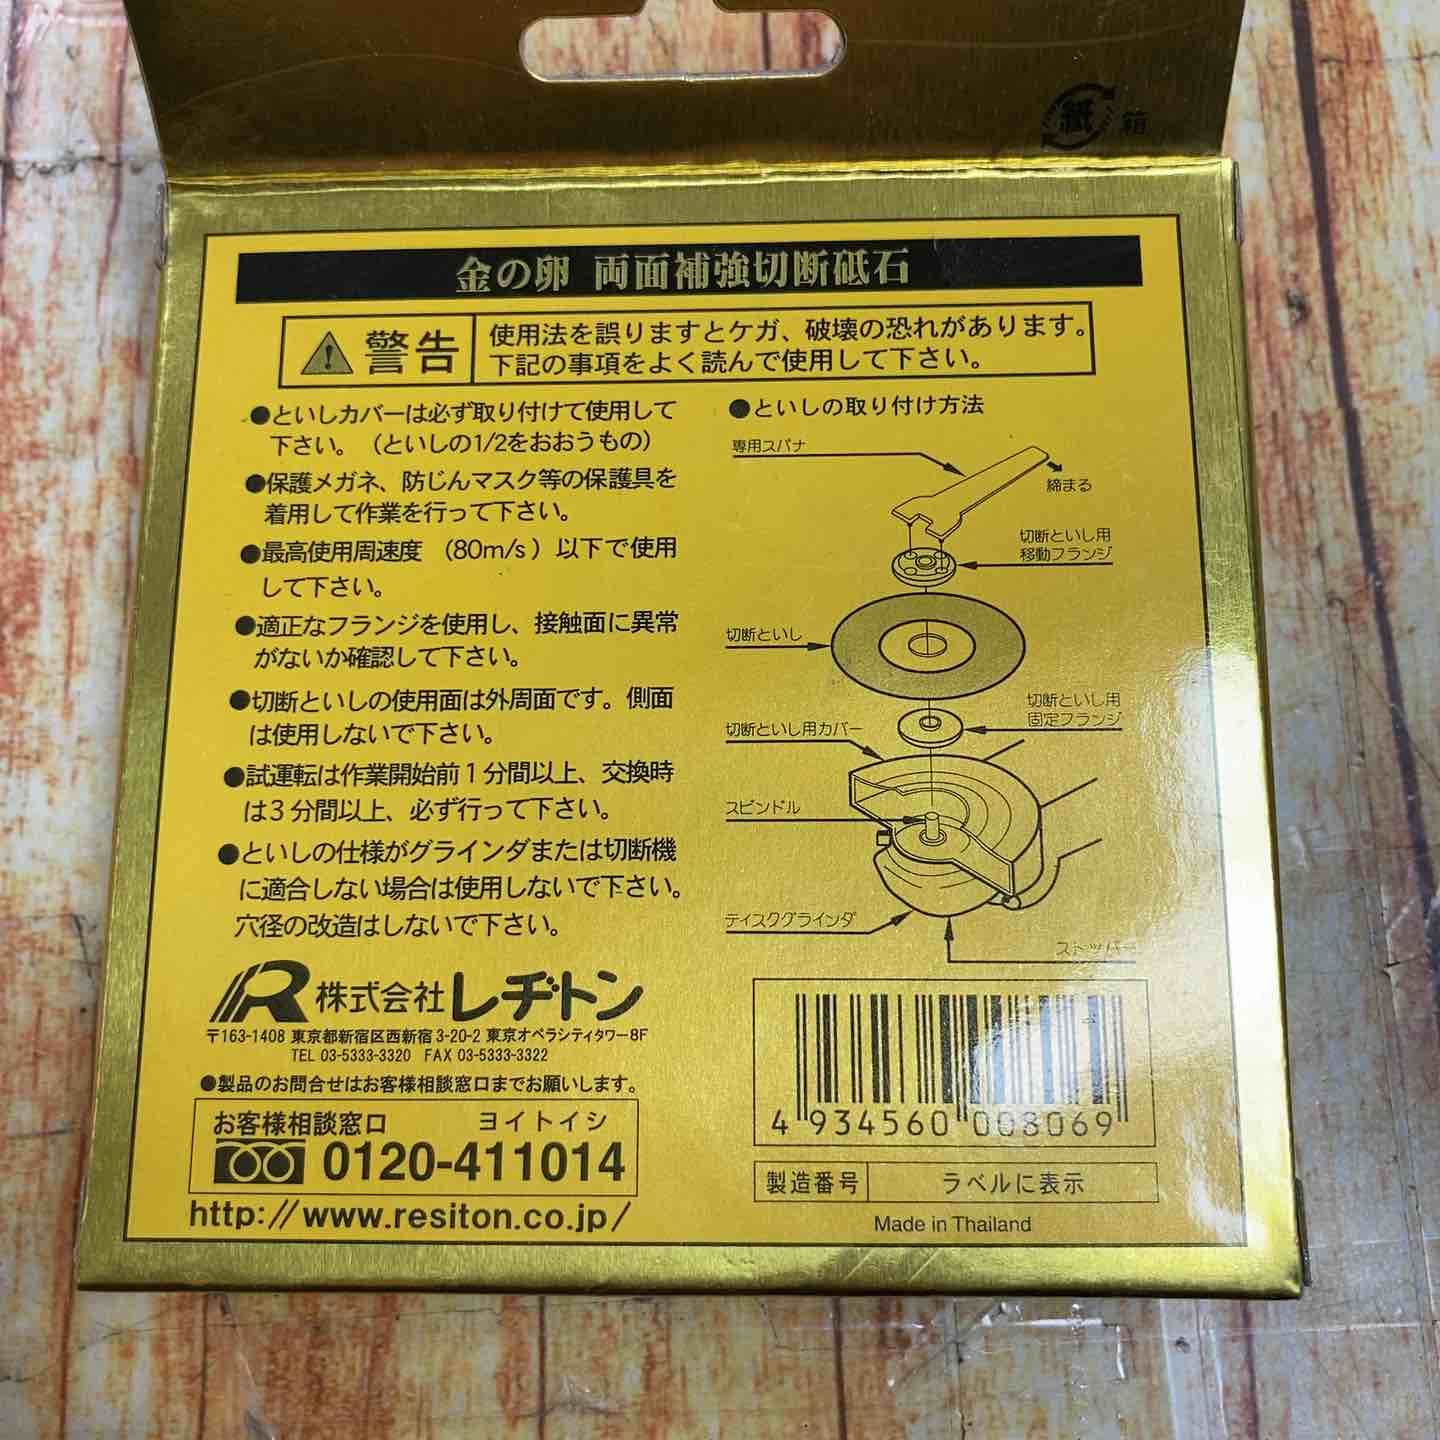 紙 箱
金の卵 両面補強切断砥石
警告
使用法を誤りますとケガ、破壊の恐れがあります。
下記の事項をよく読んで使用して下さい。
●といしカバーは必ず取り付けて使用して
下さい。（といしの1/2をおおうもの）
●保護メガネ、防じんマスク等の保護具を
着用して作業を行って下さい。
●最高使用周速度 （80m/s）以下で使用
して下さい。
●適正なフランジを使用し、接触面に異常
がないか確認して下さい。
●切断といしの使用面は外周面です。側面
は使用しないで下さい。
●試運転は作業開始前1分間以上、交換時
は3分間以上、必ず行って下さい。
●といしの仕様がグラインダまたは切断機
に適合しない場合は使用しないで下さい。
穴径の改造はしないで下さい。
●といしの取り付け方法
専用スパナ
締まる
切断といし用
移動フランジ
切断といし
切断といし用
固定フランジ
切断といし用カバー
スピンドル
ディスクグラインダ
ストッパー
R 株式会社レヂトン
〒163-1408 東京都新宿区西新宿3-20-2 東京オペラシティタワー8F
TEL 03-5333-3320 FAX 03-5333-3322
●製品のお問合せはお客様相談窓口までお願いします。
お客様相談窓口 ヨイトイシ
0120-411014
http://www.resiton.co.jp/
4 934560 008069
製造番号 ラベルに表示
Made in Thailand